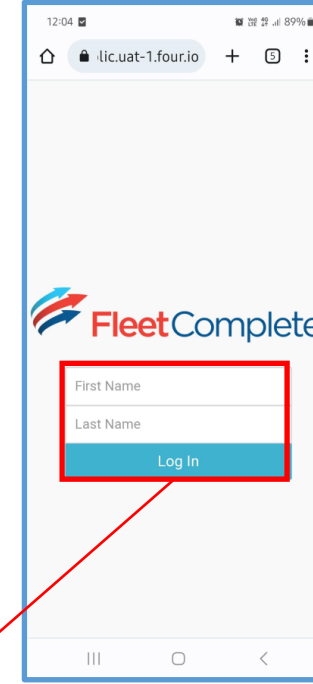 12:04
89%
lic.uat-1.four.io
5
FleetComplete
First Name
Last Name
Log In